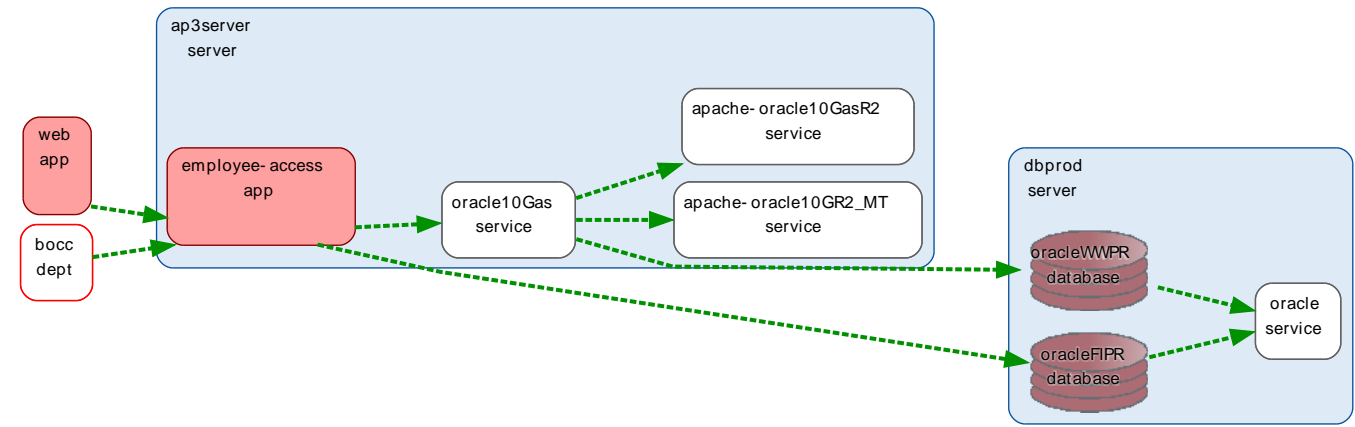 ap3server
server
web
app
employee- access
app
bocc
dept
oracle10Gas
service
apache- oracle10GasR2
service
apache- oracle10GR2_MT
service
dbprod
server
oracleWWPR
database
oracleFIPR
database
oracle
service